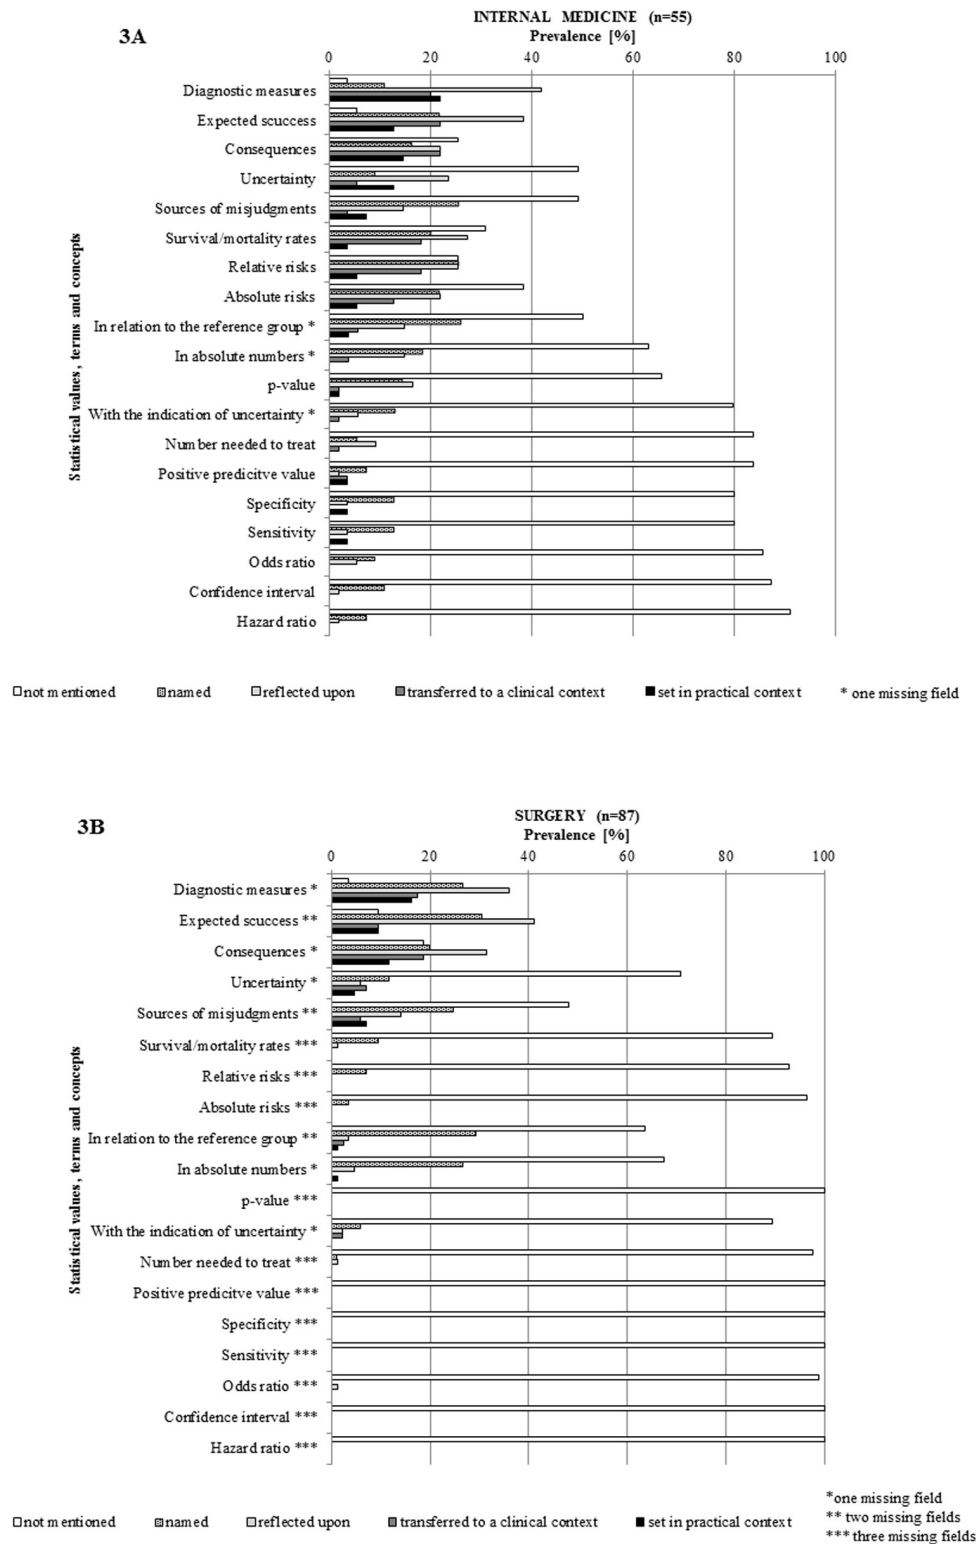 3A
INTERNAL MEDICINE (n=55)
Prevalence [%]
0 20 40 60 80 100
Statistical values, terms and concepts
Diagnostic measures
Expected scuccess
Consequences
Uncertainty
Sources of misjudgments
Survival/mortality rates
Relative risks
Absolute risks
In relation to the reference group *
In absolute numbers *
p-value
With the indication of uncertainty *
Number needed to treat
Positive predicitve value
Specificity
Sensitivity
Odds ratio
Confidence interval
Hazard ratio
not mentioned named reflected upon transferred to a clinical context set in practical context * one missing field
3B
SURGERY (n=87)
Prevalence [%]
0 20 40 60 80 100
Statistical values, terms and concepts
Diagnostic measures *
Expected scuccess **
Consequences *
Uncertainty *
Sources of misjudgments **
Survival/mortality rates ***
Relative risks ***
Absolute risks ***
In relation to the reference group **
In absolute numbers *
p-value ***
With the indication of uncertainty *
Number needed to treat ***
Positive predicitve value ***
Specificity ***
Sensitivity ***
Odds ratio ***
Confidence interval ***
Hazard ratio ***
not mentioned named reflected upon transferred to a clinical context set in practical context
*one missing field
** two missing fields
*** three missing fields